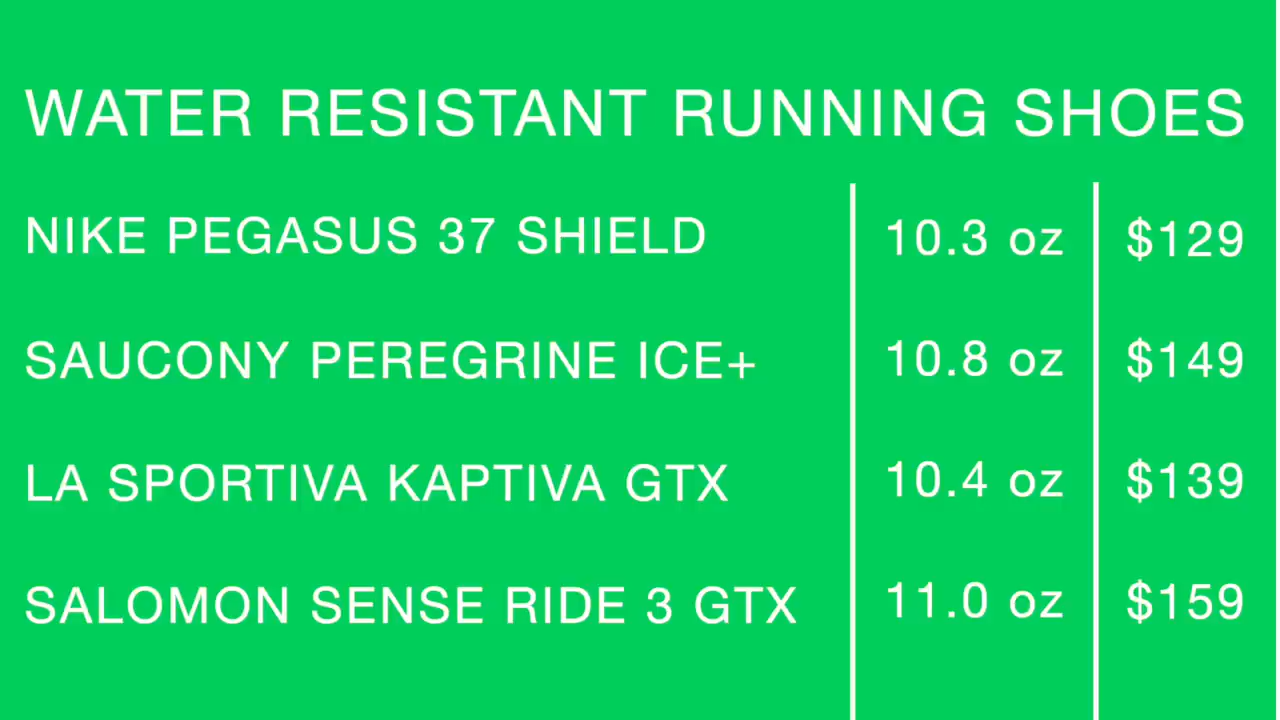 WATER RESISTANT RUNNING SHOES
NIKE PEGASUS 37 SHIELD 10.3 oz $129
SAUCONY PEREGRINE ICE+ 10.8 oz $149
LA SPORTIVA KAPTIVA GTX 10.4 oz $139
SALOMON SENSE RIDE 3 GTX 11.0 oz $159